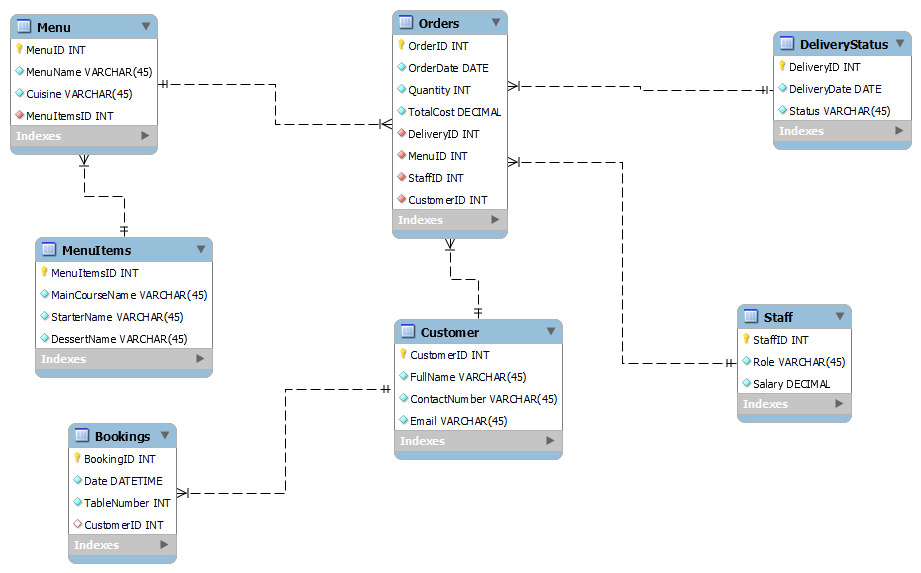 Menu
MenuID INT
MenuName VARCHAR(45)
Cuisine VARCHAR(45)
MenuItemsID INT
Indexes
Orders
OrderID INT
OrderDate DATE
Quantity INT
TotalCost DECIMAL
DeliveryID INT
MenuID INT
StaffID INT
CustomerID INT
Indexes
DeliveryStatus
DeliveryID INT
DeliveryDate DATE
Status VARCHAR(45)
Indexes
MenuItems
MenuItemsID INT
MainCourseName VARCHAR(45)
StarterName VARCHAR(45)
DessertName VARCHAR(45)
Indexes
Customer
CustomerID INT
FullName VARCHAR(45)
ContactNumber VARCHAR(45)
Email VARCHAR(45)
Indexes
Staff
StaffID INT
Role VARCHAR(45)
Salary DECIMAL
Indexes
Bookings
BookingID INT
Date DATETIME
TableNumber INT
CustomerID INT
Indexes